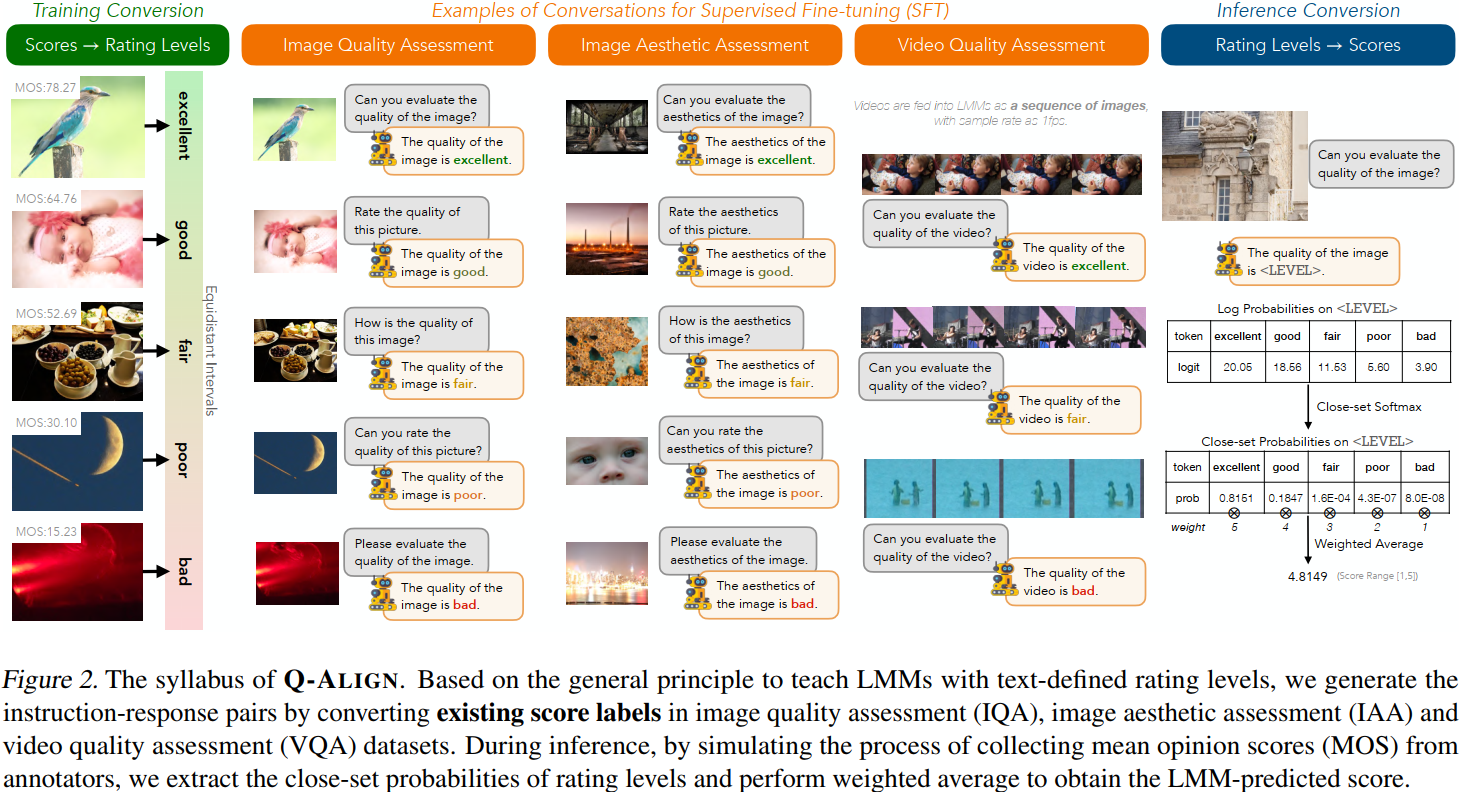 Training Conversion
Scores → Rating Levels
MOS:78.27
excellent
MOS:64.76
good
MOS:52.69
fair
MOS:30.10
poor
MOS:15.23
bad
Equidistant Intervals
Examples of Conversations for Supervised Fine-tuning (SFT)
Image Quality Assessment
Can you evaluate the
quality of the image?
The quality of the
image is excellent.
Rate the quality of
this picture.
The quality of the
image is good.
How is the quality of
this image?
The quality of the
image is fair.
Can you rate the
quality of this picture?
The quality of the
image is poor.
Please evaluate the
quality of the image.
The quality of the
image is bad.
Image Aesthetic Assessment
Can you evaluate the
aesthetics of the image?
The aesthetics of the
image is excellent.
Rate the aesthetics
of this picture.
The aesthetics of the
image is good.
How is the aesthetics
of this image?
The aesthetics of
the image is fair.
Can you rate the
aesthetics of this picture?
The aesthetics of
the image is poor.
Please evaluate the
aesthetics of the image.
The aesthetics of
the image is bad.
Video Quality Assessment
Videos are fed into LMMs as a sequence of images,
with sample rate as 1fps.
Can you evaluate the
quality of the video?
The quality of the
video is excellent.
Can you evaluate the
quality of the video?
The quality of the
video is fair.
Can you evaluate the
quality of the video?
The quality of the
video is bad.
Inference Conversion
Rating Levels → Scores
Can you evaluate the
quality of the image?
The quality of the image
is <LEVEL>.
Log Probabilities on <LEVEL>
token excellent good fair poor bad
logit 20.05 18.56 11.53 5.60 3.90
Close-set Softmax
Close-set Probabilities on <LEVEL>
token excellent good fair poor bad
prob 0.8151 0.1847 1.6E-04 4.3E-07 8.0E-08
weight 5 4 3 2 1
Weighted Average
4.8149 (Score Range [1,5])
Figure 2. The syllabus of Q-ALIGN. Based on the general principle to teach LMMs with text-defined rating levels, we generate the
instruction-response pairs by converting existing score labels in image quality assessment (IQA), image aesthetic assessment (IAA) and
video quality assessment (VQA) datasets. During inference, by simulating the process of collecting mean opinion scores (MOS) from
annotators, we extract the close-set probabilities of rating levels and perform weighted average to obtain the LMM-predicted score.